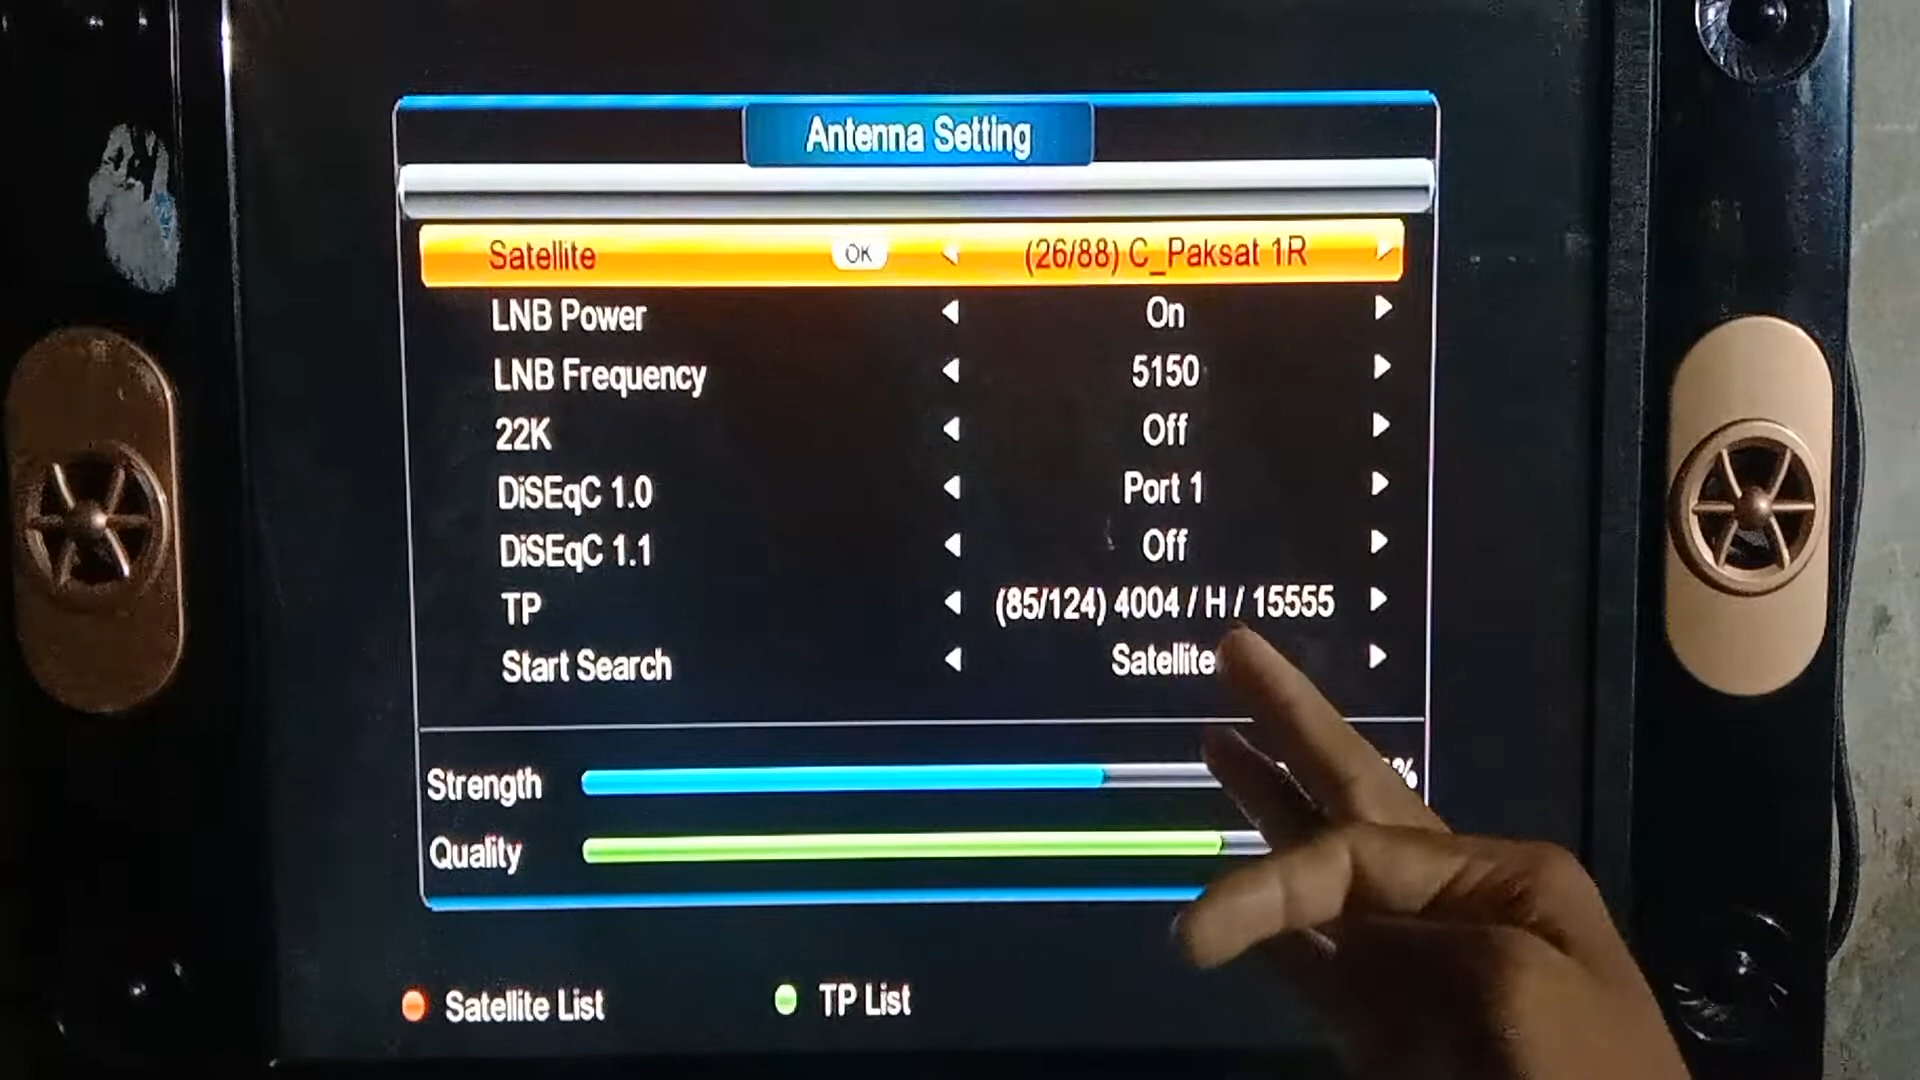 Antenna Setting
Satellite OK (26/88) C_Paksat 1R
LNB Power On
LNB Frequency 5150
22K Off
DiSEqC 1.0 Port 1
DiSEqC 1.1 Off
TP (85/124) 4004 / H / 15555
Start Search Satellite
Strength %
Quality
Satellite List TP List